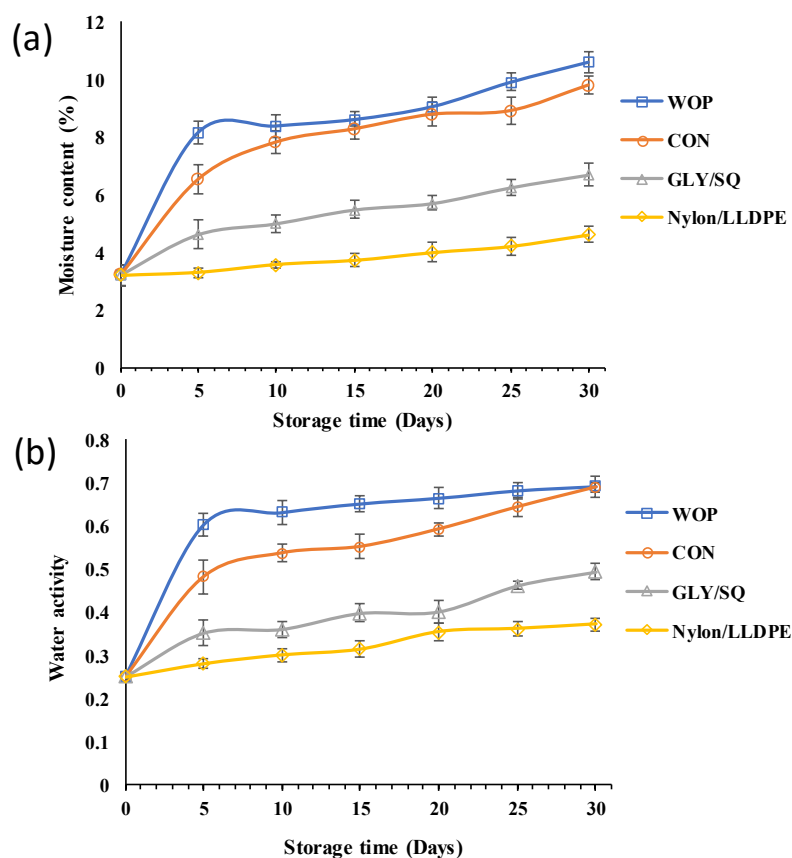 (a)
Moisture content (%)
12
10
8
6
4
2
0
0 5 10 15 20 25 30
Storage time (Days)
WOP
CON
GLY/SQ
Nylon/LLDPE
(b)
Water activity
0.8
0.7
0.6
0.5
0.4
0.3
0.2
0.1
0
0 5 10 15 20 25 30
Storage time (Days)
WOP
CON
GLY/SQ
Nylon/LLDPE